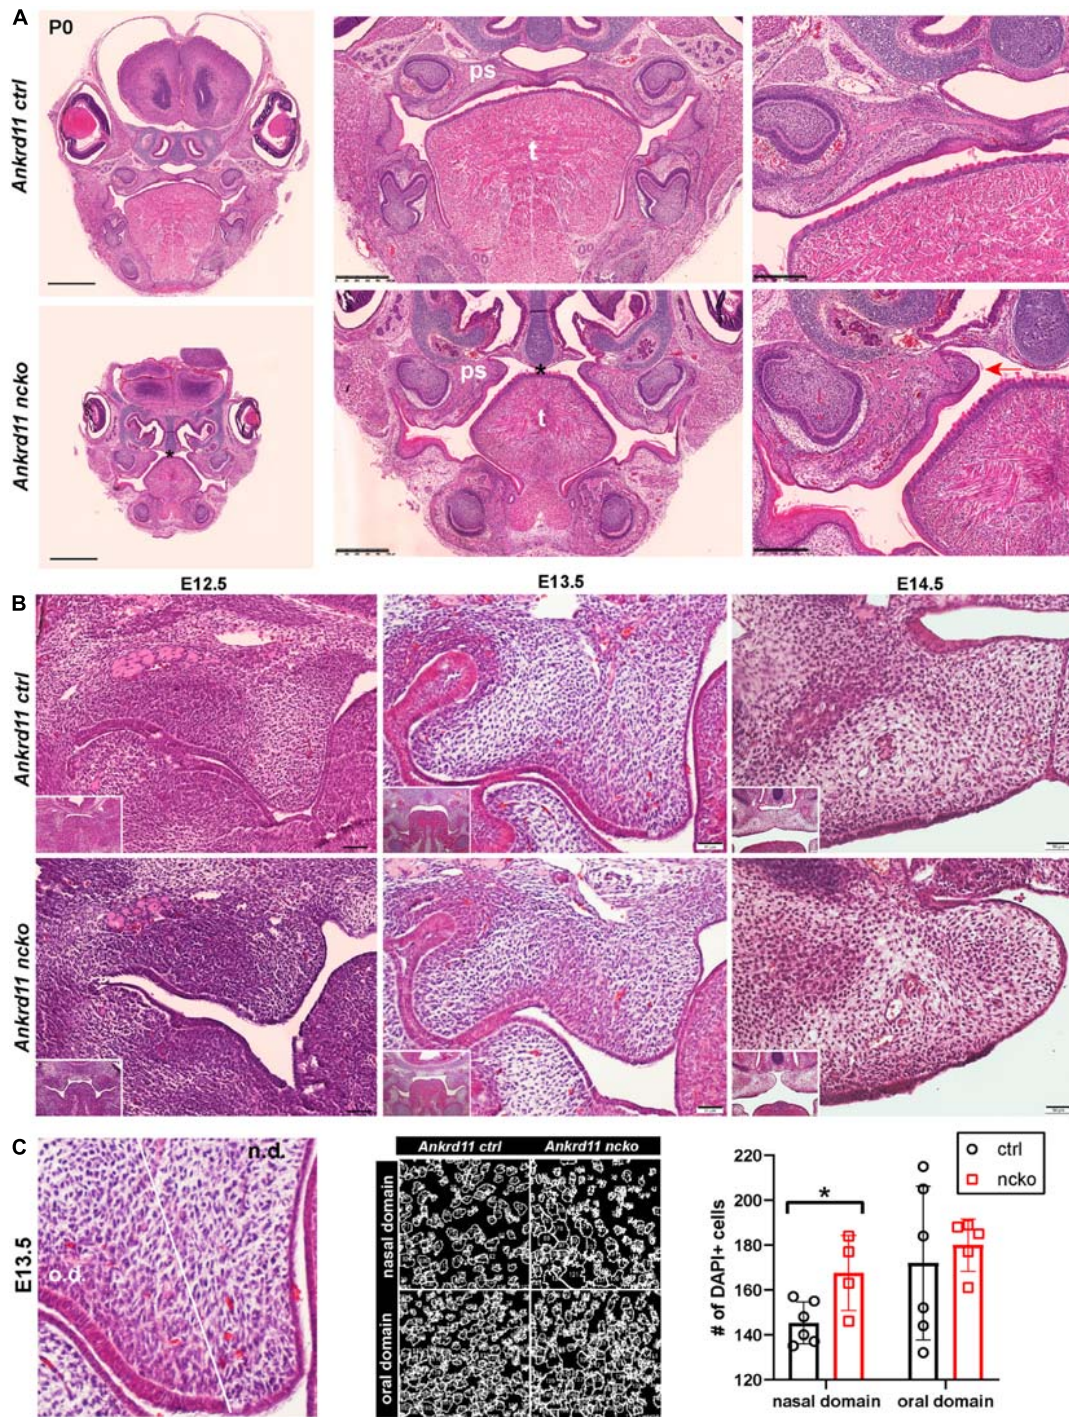 A
P0
Ankrd11 ctrl
ps
t
Ankrd11 ncko
*
ps
*
t
B
E12.5
E13.5
E14.5
Ankrd11 ctrl
Ankrd11 ncko
C
E13.5
n.d.
o.d.
Ankrd11 ctrl
Ankrd11 ncko
nasal domain
oral domain
# of DAPI+ cells
220
200
180
160
140
120
*
ctrl
ncko
nasal domain
oral domain